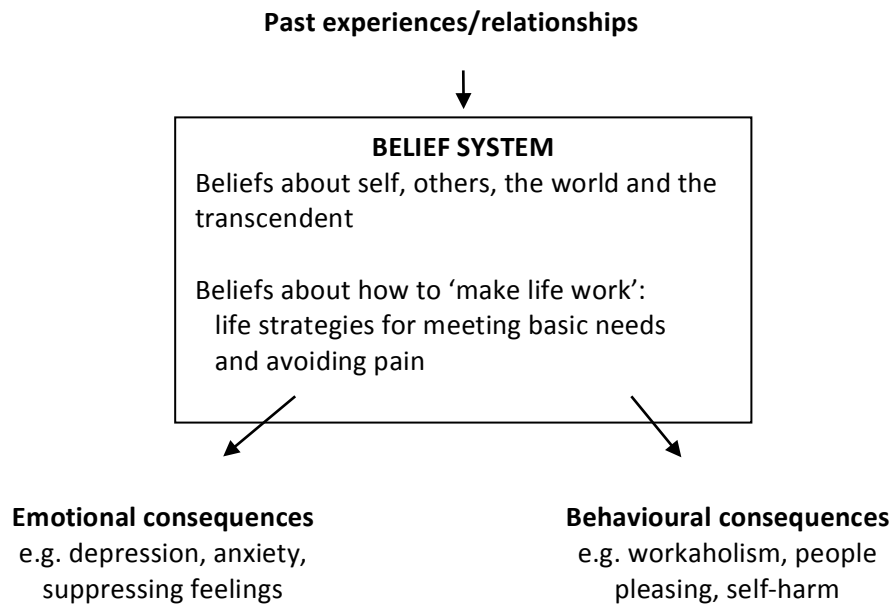 Past experiences/relationships
BELIEF SYSTEM
Beliefs about self, others, the world and the
transcendent
Beliefs about how to ‘make life work’:
life strategies for meeting basic needs
and avoiding pain
Emotional consequences
e.g. depression, anxiety,
suppressing feelings
Behavioural consequences
e.g. workaholism, people
pleasing, self-harm